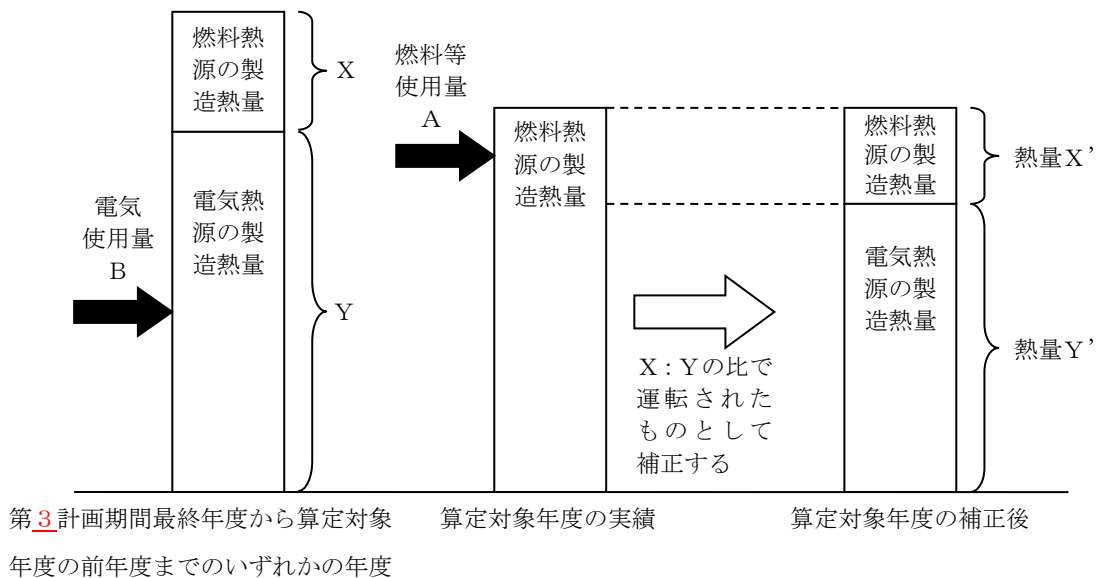 燃料熱
源の製
造熱量
X
電気
使用量
B
電気熱
源の製
造熱量
Y
燃料等
使用量
A
燃料熱
源の製
造熱量
X:Yの比で
運転された
ものとして
補正する
燃料熱
源の製
造熱量
熱量X’
電気熱
源の製
造熱量
熱量Y’
第3計画期間最終年度から算定対象
年度の前年度までのいずれかの年度
算定対象年度の実績
算定対象年度の補正後